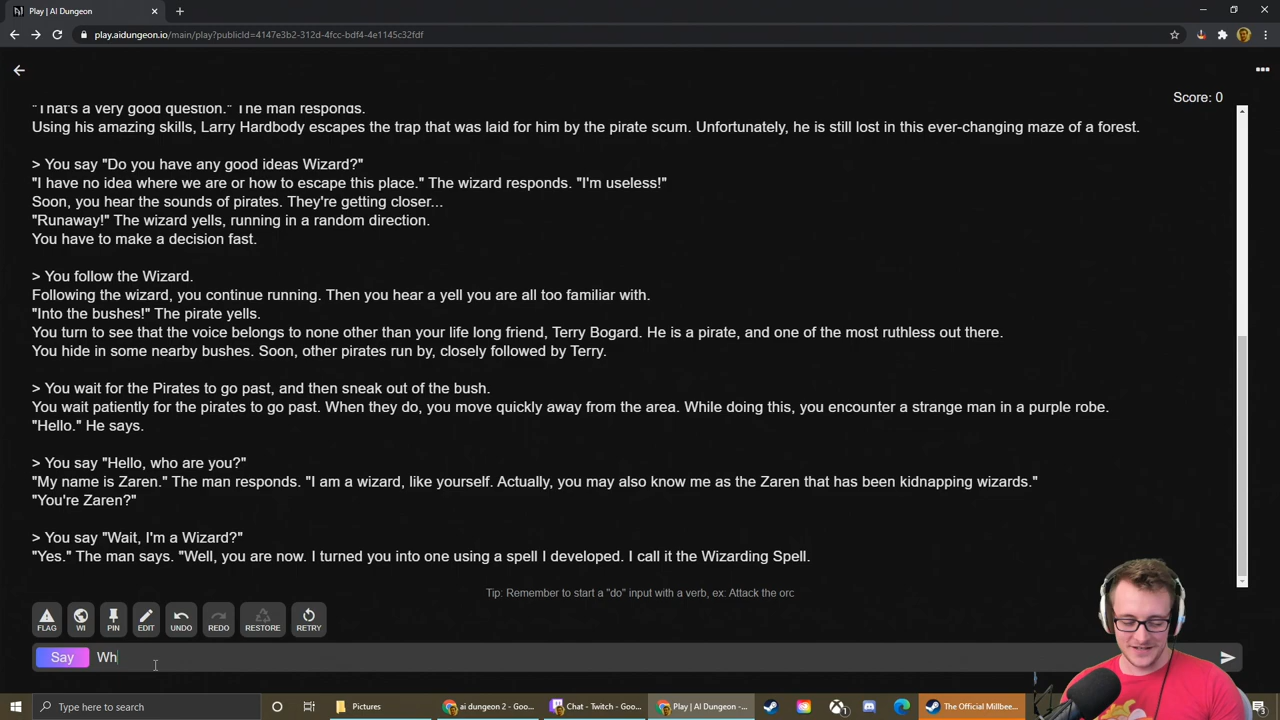 Play | AI Dungeon
play.aidungeon.io/main/play?publicId=4147e3b2-312d-4fcc-bdf4-4e1145c32fdf
Score: 0
"That's a very good question." The man responds.
Using his amazing skills, Larry Hardbody escapes the trap that was laid for him by the pirate scum. Unfortunately, he is still lost in this ever-changing maze of a forest.
> You say "Do you have any good ideas Wizard?"
"I have no idea where we are or how to escape this place." The wizard responds. "I'm useless!"
Soon, you hear the sounds of pirates. They're getting closer...
"Runaway!" The wizard yells, running in a random direction.
You have to make a decision fast.
> You follow the Wizard.
Following the wizard, you continue running. Then you hear a yell you are all too familiar with.
"Into the bushes!" The pirate yells.
You turn to see that the voice belongs to none other than your life long friend, Terry Bogard. He is a pirate, and one of the most ruthless out there.
You hide in some nearby bushes. Soon, other pirates run by, closely followed by Terry.
> You wait for the Pirates to go past, and then sneak out of the bush.
You wait patiently for the pirates to go past. When they do, you move quickly away from the area. While doing this, you encounter a strange man in a purple robe.
"Hello." He says.
> You say "Hello, who are you?"
"My name is Zaren." The man responds. "I am a wizard, like yourself. Actually, you may also know me as the Zaren that has been kidnapping wizards."
"You're Zaren?"
> You say "Wait, I'm a Wizard?"
"Yes." The man says. "Well, you are now. I turned you into one using a spell I developed. I call it the Wizarding Spell.
Tip: Remember to start a "do" input with a verb, ex: Attack the orc
FLAG WI PIN EDIT UNDO REDO RESTORE RETRY
Say Wh
Type here to search Pictures ai dungeon 2 - Goo... Chat - Twitch - Goo... Play | AI Dungeon -... The Official Millbee...